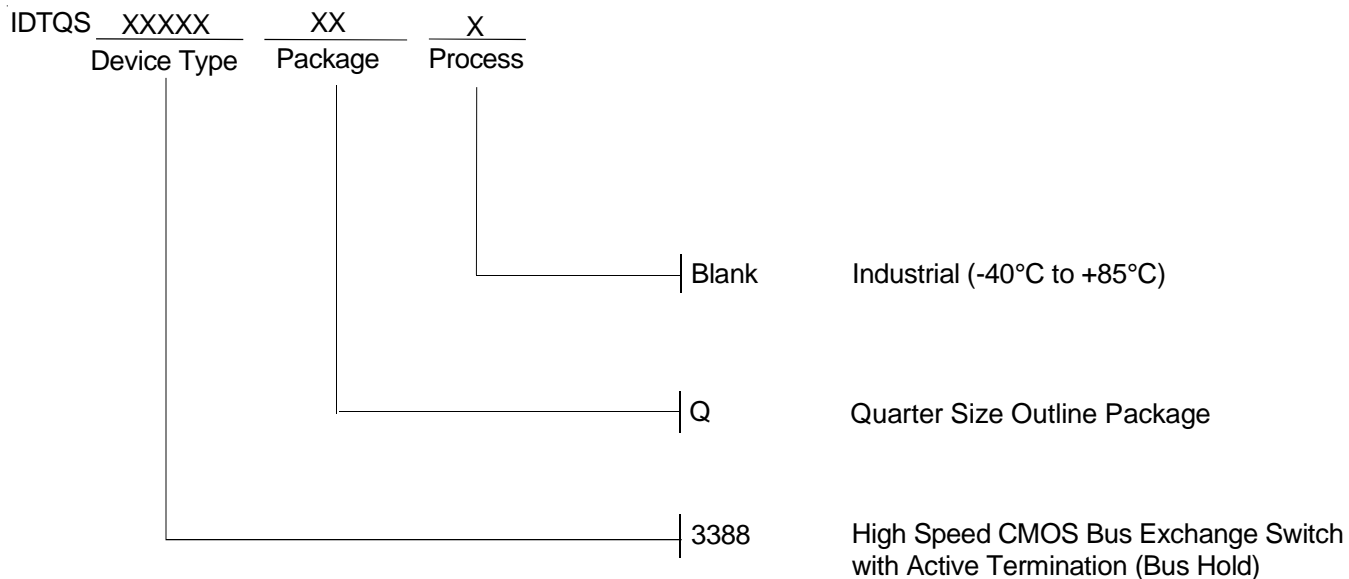 IDTQS XXXXX XX X
Device Type Package Process
Blank Industrial (-40°C to +85°C)
Q Quarter Size Outline Package
3388 High Speed CMOS Bus Exchange Switch
with Active Termination (Bus Hold)